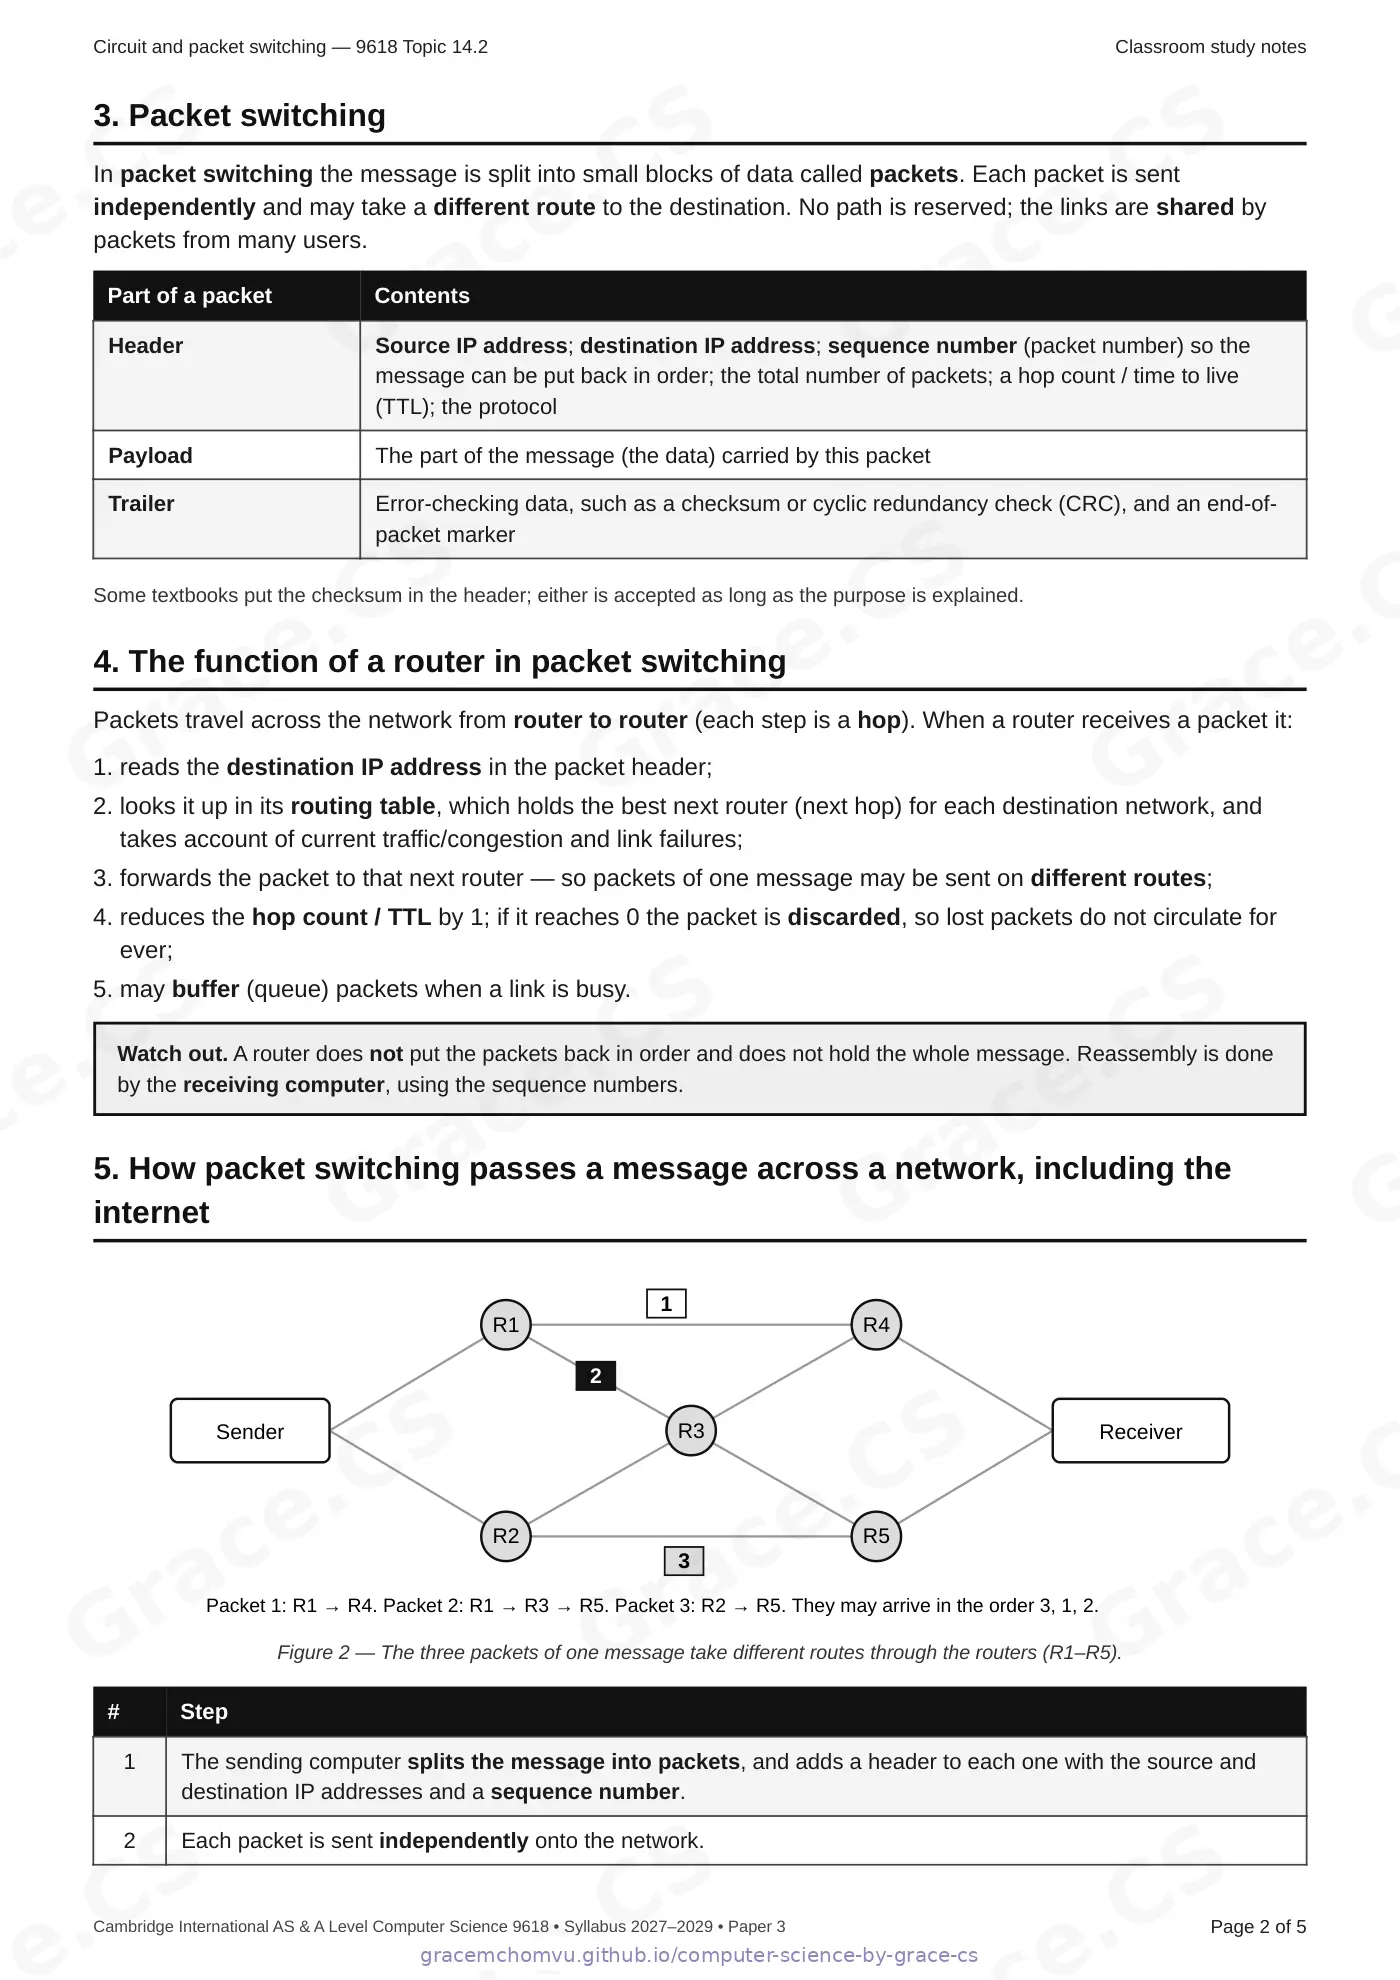 Circuit and packet switching — 9618 Topic 14.2
Classroom study notes
3. Packet switching
In packet switching the message is split into small blocks of data called packets. Each packet is sent
independently and may take a different route to the destination. No path is reserved; the links are shared by
packets from many users.
Part of a packet
Contents
Header
Source IP address; destination IP address; sequence number (packet number) so the
message can be put back in order; the total number of packets; a hop count / time to live
(TTL); the protocol
Payload
The part of the message (the data) carried by this packet
Trailer
Error-checking data, such as a checksum or cyclic redundancy check (CRC), and an end-of-
packet marker
Some textbooks put the checksum in the header; either is accepted as long as the purpose is explained.
4. The function of a router in packet switching
Packets travel across the network from router to router (each step is a hop). When a router receives a packet it:
1. reads the destination IP address in the packet header;
2. looks it up in its routing table, which holds the best next router (next hop) for each destination network, and
takes account of current traffic/congestion and link failures;
3. forwards the packet to that next router — so packets of one message may be sent on different routes;
4. reduces the hop count / TTL by 1; if it reaches 0 the packet is discarded, so lost packets do not circulate for
ever;
5. may buffer (queue) packets when a link is busy.
Watch out. A router does not put the packets back in order and does not hold the whole message. Reassembly is done
by the receiving computer, using the sequence numbers.
5. How packet switching passes a message across a network, including the
internet
1
R1
R4
2
Sender
R3
Receiver
R2
R5
3
Packet 1: R1 → R4. Packet 2: R1 → R3 → R5. Packet 3: R2 → R5. They may arrive in the order 3, 1, 2.
Figure 2 — The three packets of one message take different routes through the routers (R1–R5).
#
Step
1
The sending computer splits the message into packets, and adds a header to each one with the source and
destination IP addresses and a sequence number.
2
Each packet is sent independently onto the network.
Cambridge International AS & A Level Computer Science 9618 • Syllabus 2027–2029 • Paper 3
Page 2 of 5
gracemchomvu.github.io/computer-science-by-grace-cs
Grace.CS